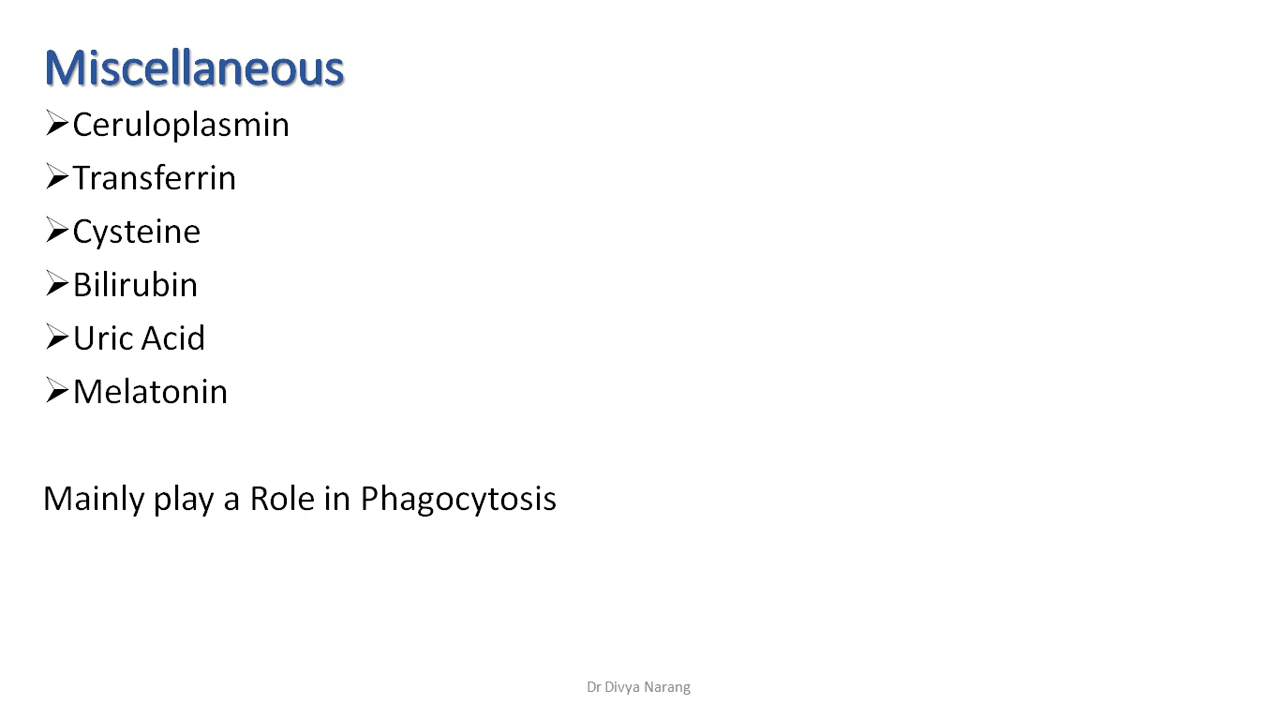 Miscellaneous
➢Ceruloplasmin
➢Transferrin
➢Cysteine
➢Bilirubin
➢Uric Acid
➢Melatonin
Mainly play a Role in Phagocytosis
Dr Divya Narang